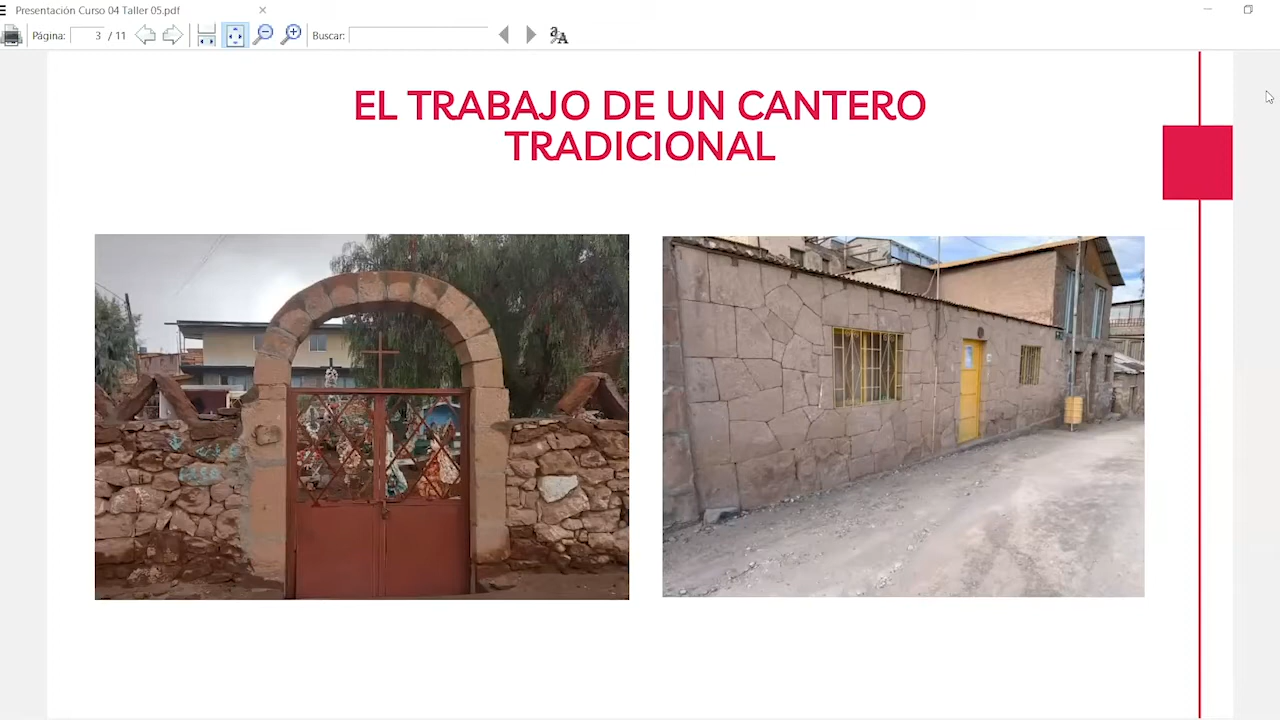 Presentación Curso 04 Taller 05.pdf
Página: 3 / 11
Buscar:
EL TRABAJO DE UN CANTERO
TRADICIONAL